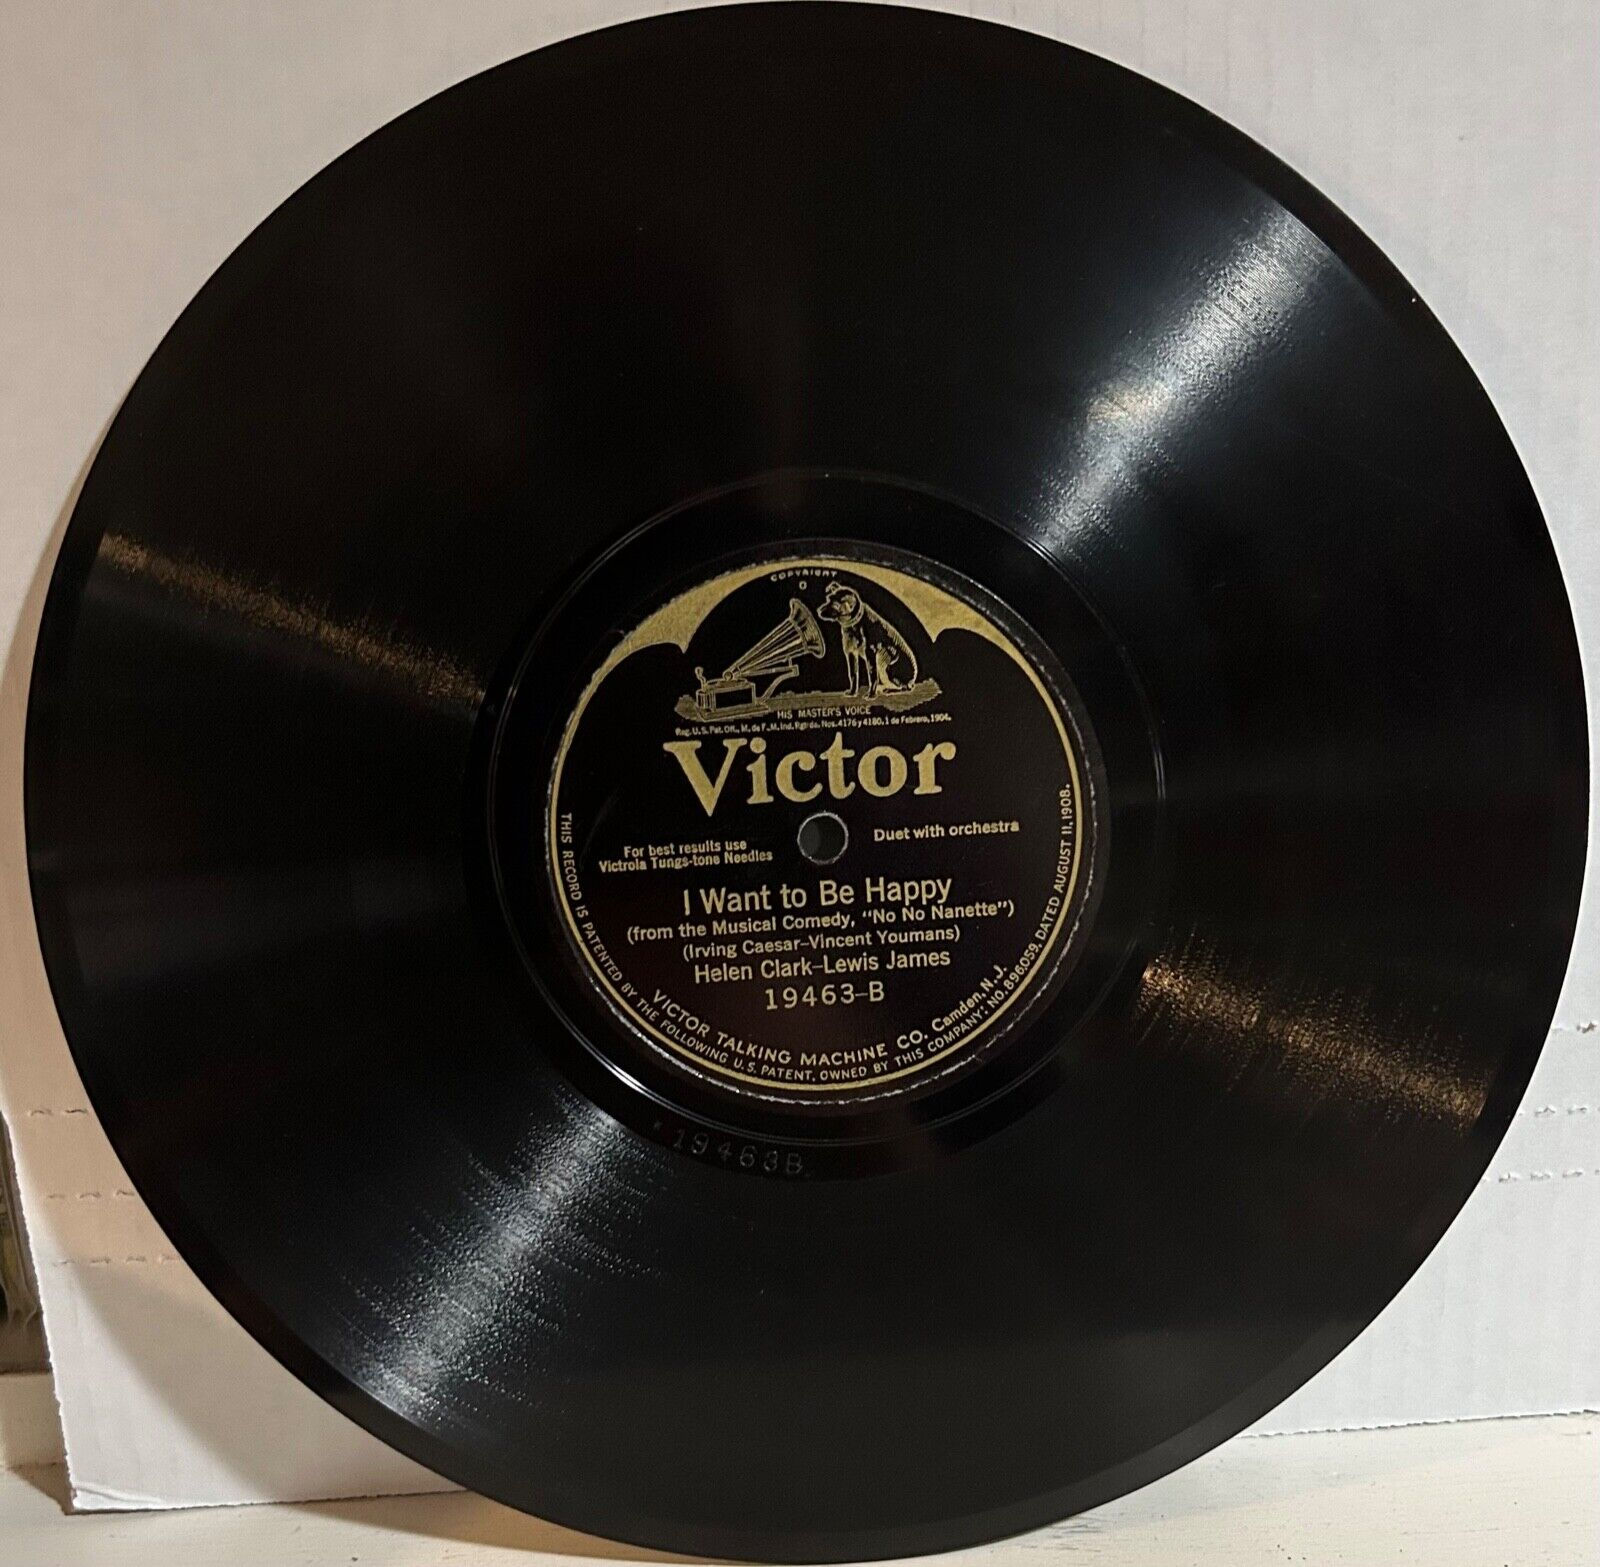 COPYRIGHT
HIS MASTER'S VOICE
Reg. U.S. Pat. Off., M. de F., M. Ind. Rgtrda. Nos. 4176 y 4180, 1 de Febrero, 1904.
Victor
For best results use
Victrola Tungs-tone Needles
Duet with orchestra
I Want to Be Happy
(from the Musical Comedy, "No No Nanette")
(Irving Caesar–Vincent Youmans)
Helen Clark–Lewis James
19463–B
VICTOR TALKING MACHINE CO. Camden, N.J.
THIS RECORD IS PATENTED BY THE FOLLOWING U.S. PATENT, OWNED BY THIS COMPANY: NO. 896,059, DATED AUGUST 11, 1908.
19463B